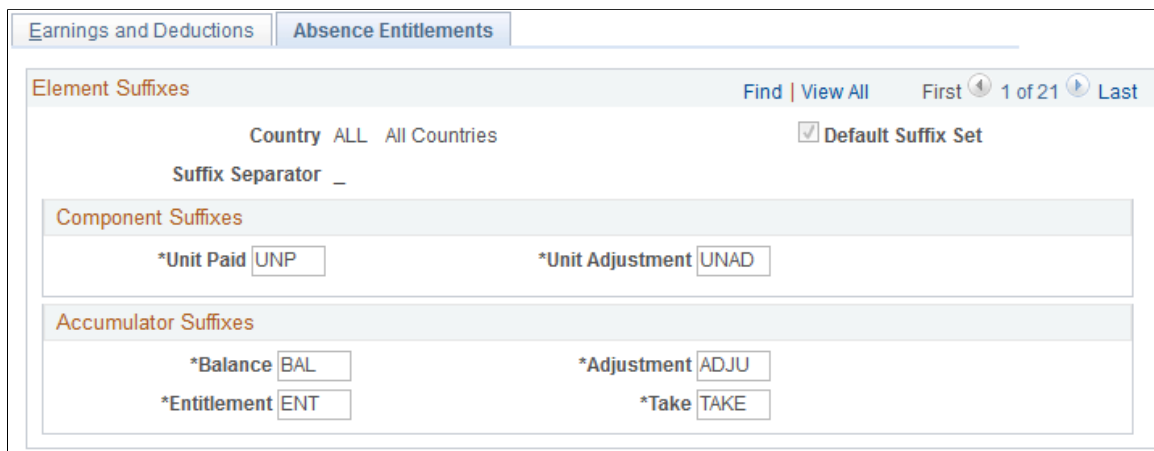 Earnings and Deductions Absence Entitlements
Element Suffixes Find | View All First 1 of 21 Last
Country ALL All Countries Default Suffix Set
Suffix Separator _
Component Suffixes
*Unit Paid UNP *Unit Adjustment UNAD
Accumulator Suffixes
*Balance BAL *Adjustment ADJU
*Entitlement ENT *Take TAKE